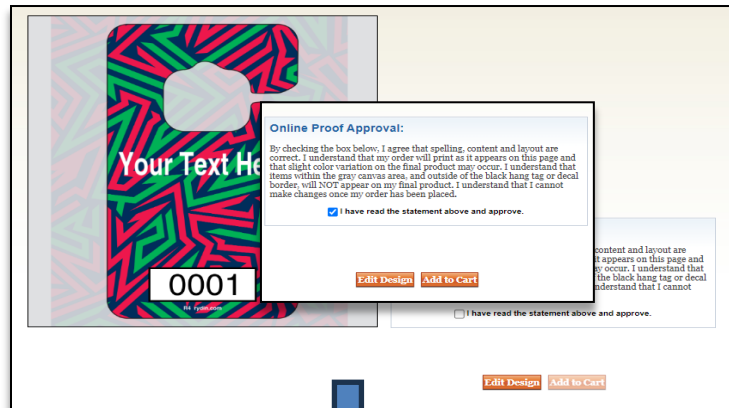 Your Text He
0001
R4 rydin.com
Online Proof Approval:
By checking the box below, I agree that spelling, content and layout are
correct. I understand that my order will print as it appears on this page and
that slight color variation on the final product may occur. I understand that
items within the gray canvas area, and outside of the black hang tag or decal
border, will NOT appear on my final product. I understand that I cannot
make changes once my order has been placed.
I have read the statement above and approve.
Edit Design Add to Cart
content and layout are
it appears on this page and
ay occur. I understand that
the black hang tag or decal
nderstand that I cannot
I have read the statement above and approve.
Edit Design Add to Cart